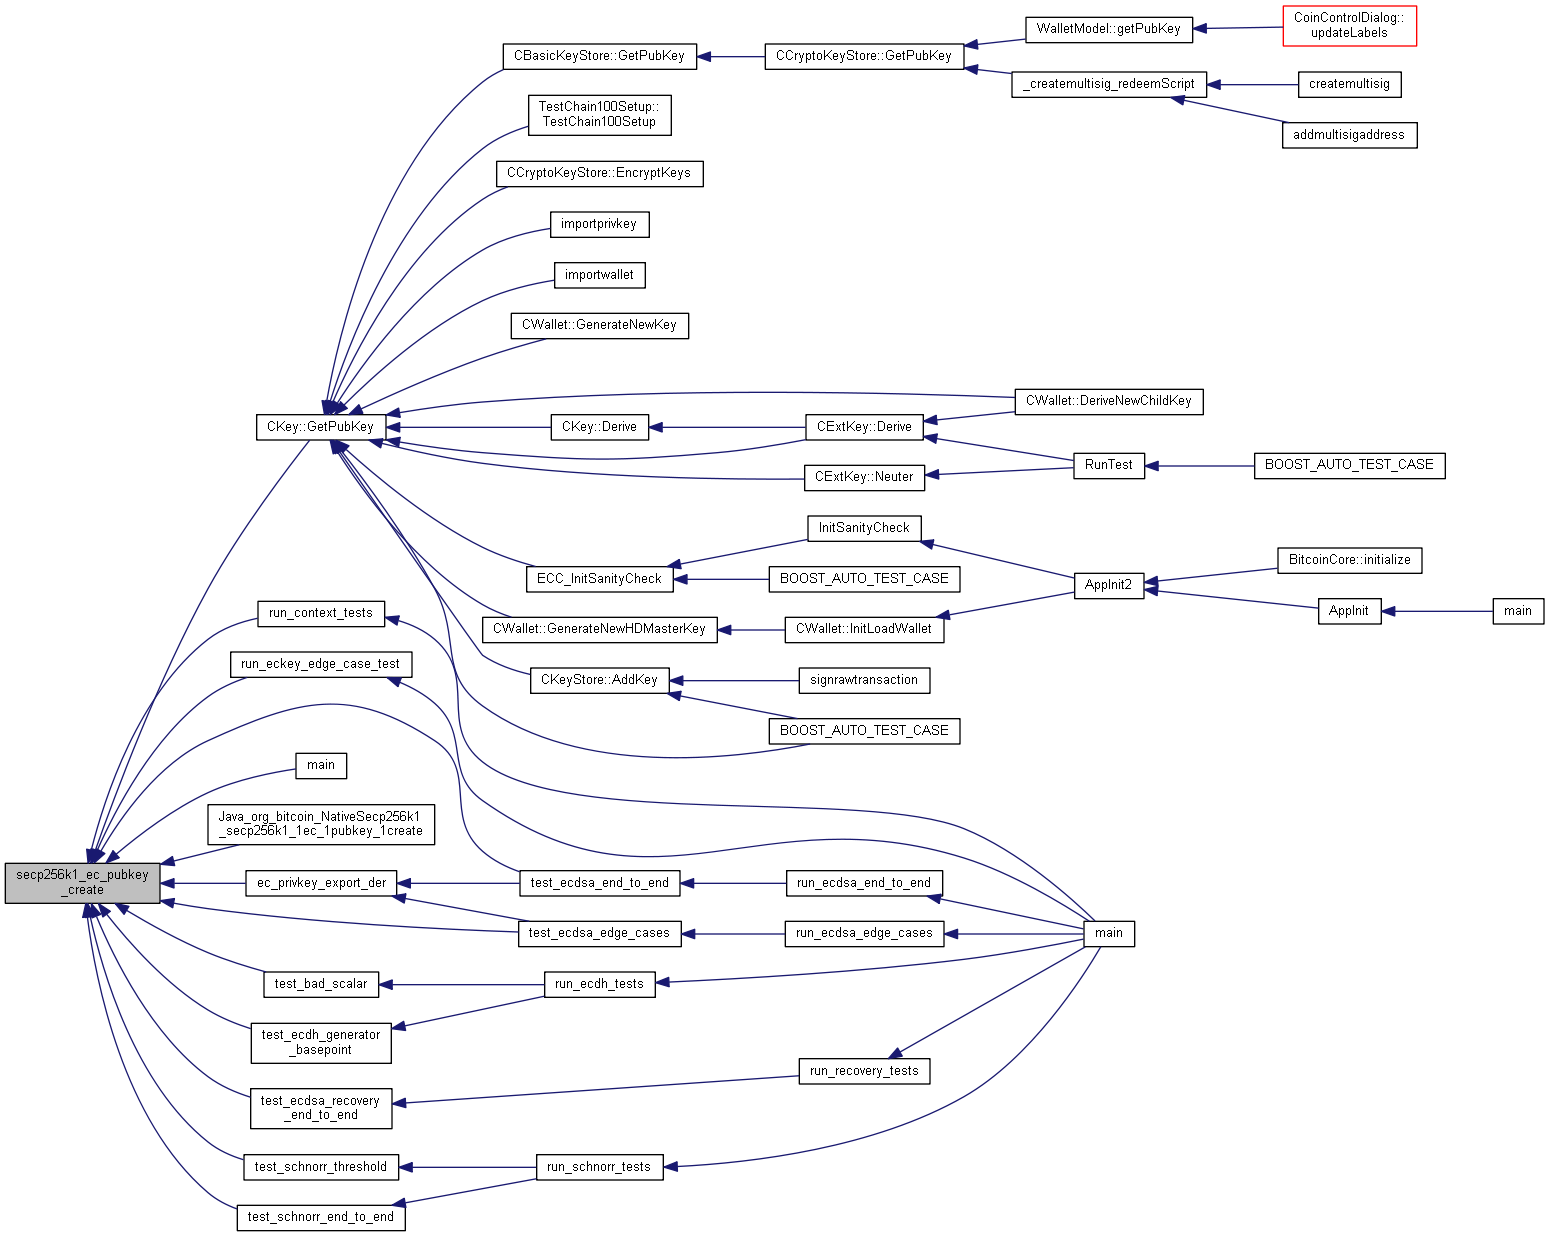 WalletModel::getPubKey
CoinControlDialog::
updateLabels
CBasicKeyStore::GetPubKey
CCryptoKeyStore::GetPubKey
_createmultisig_redeemScript
createmultisig
TestChain100Setup::
TestChain100Setup
addmultisigaddress
CCryptoKeyStore::EncryptKeys
importprivkey
importwallet
CWallet::GenerateNewKey
CWallet::DeriveNewChildKey
CKey::GetPubKey
CKey::Derive
CExtKey::Derive
RunTest
BOOST_AUTO_TEST_CASE
CExtKey::Neuter
InitSanityCheck
BitcoinCore::initialize
ECC_InitSanityCheck
BOOST_AUTO_TEST_CASE
AppInit2
AppInit
main
run_context_tests
CWallet::GenerateNewHDMasterKey
CWallet::InitLoadWallet
run_eckey_edge_case_test
CKeyStore::AddKey
signrawtransaction
BOOST_AUTO_TEST_CASE
main
Java_org_bitcoin_NativeSecp256k1
_secp256k1_1ec_1pubkey_1create
secp256k1_ec_pubkey
_create
ec_privkey_export_der
test_ecdsa_end_to_end
run_ecdsa_end_to_end
test_ecdsa_edge_cases
run_ecdsa_edge_cases
main
test_bad_scalar
run_ecdh_tests
test_ecdh_generator
_basepoint
run_recovery_tests
test_ecdsa_recovery
_end_to_end
test_schnorr_threshold
run_schnorr_tests
test_schnorr_end_to_end